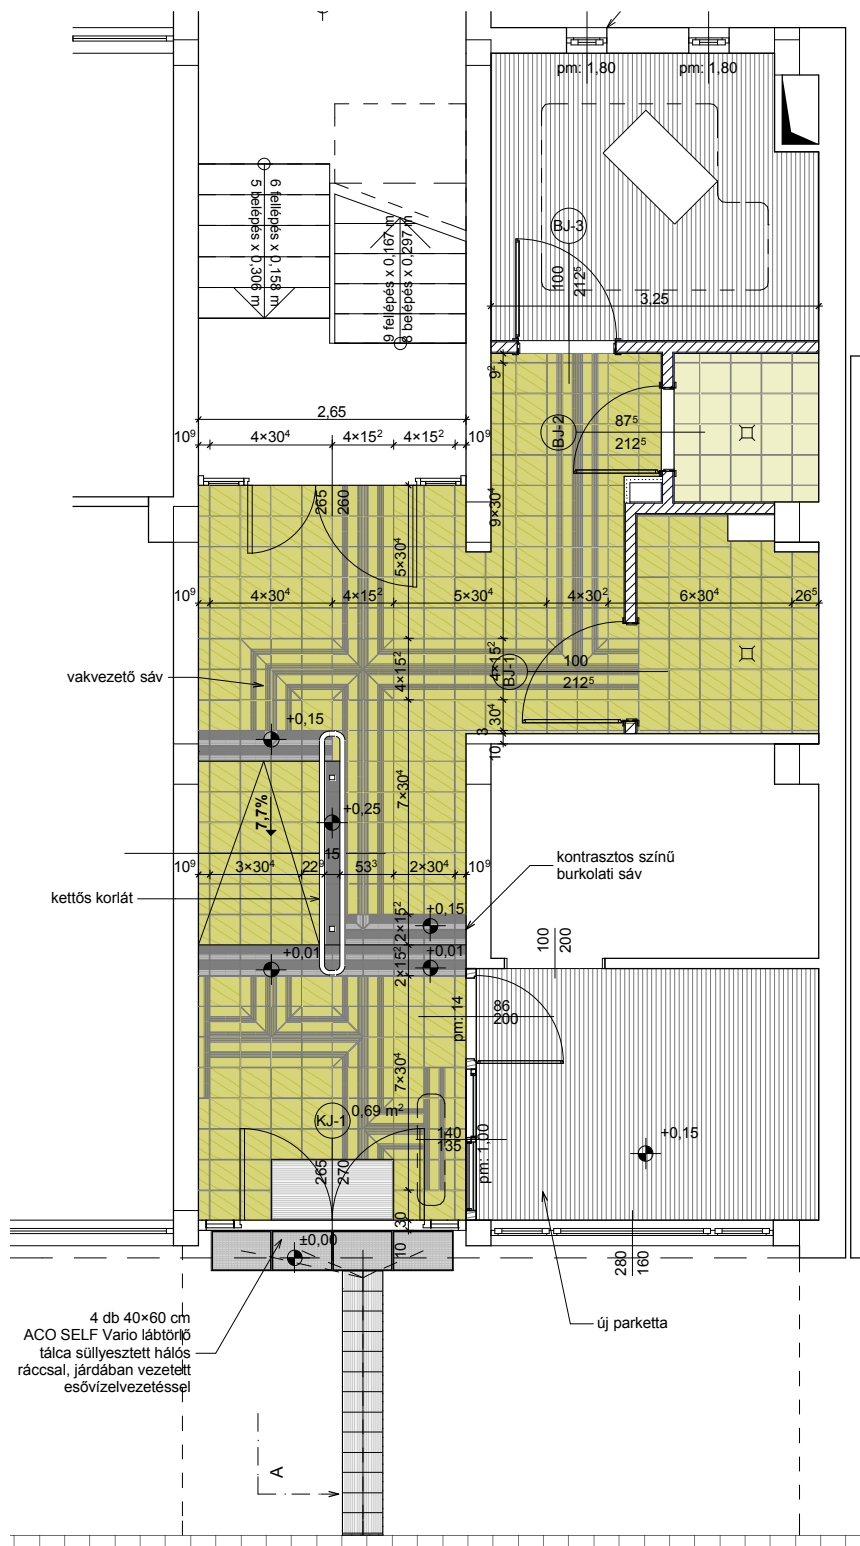 pm: 1,80
pm: 1,80
6 fellépés x 0,158 m
5 belépés x 0,306 m
9 fellépés x 0,167 m
8 belépés x 0,297 m
BJ-3
100
212⁵
3,25
9²
2,65
10⁹
4×30⁴
4×15²
4×15²
10⁹
BJ-2
87⁵
212⁵
265
260
9×30⁴
5×30⁴
10⁹
4×30⁴
4×15²
5×30⁴
4×30²
6×30⁴
26⁵
vakvezető sáv
4×15²
4×15²
BJ-1
100
212⁵
+0,15
30⁴
3
10
7×30⁴
7,7%
+0,25
15
10⁹
3×30⁴
22⁹
53³
2×30⁴
10⁹
kontrasztos színű
burkolati sáv
kettős korlát
+0,15
2×15²
+0,01
+0,01
2×15²
100
200
pm: 14
86
200
7×30⁴
KJ-1
0,69 m²
140
135
pm: 1,00
+0,15
265
270
30
10
±0,00
280
160
új parketta
4 db 40×60 cm
ACO SELF Vario lábtörlő
tálca süllyesztett hálós
ráccsal, járdában vezetett
esővízelvezetéssel
A